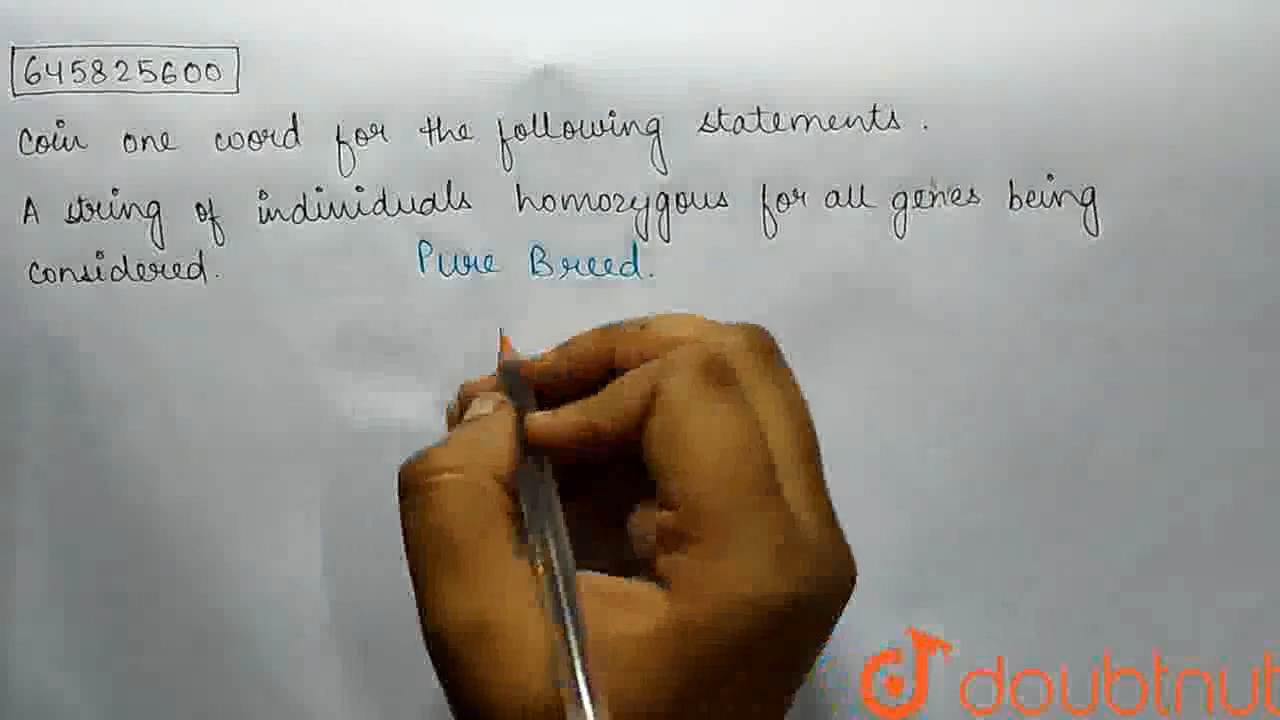 645825600
Coin one word for the following statements.
A string of individuals homozygous for all genes being
considered. Pure Breed.
doubtnut